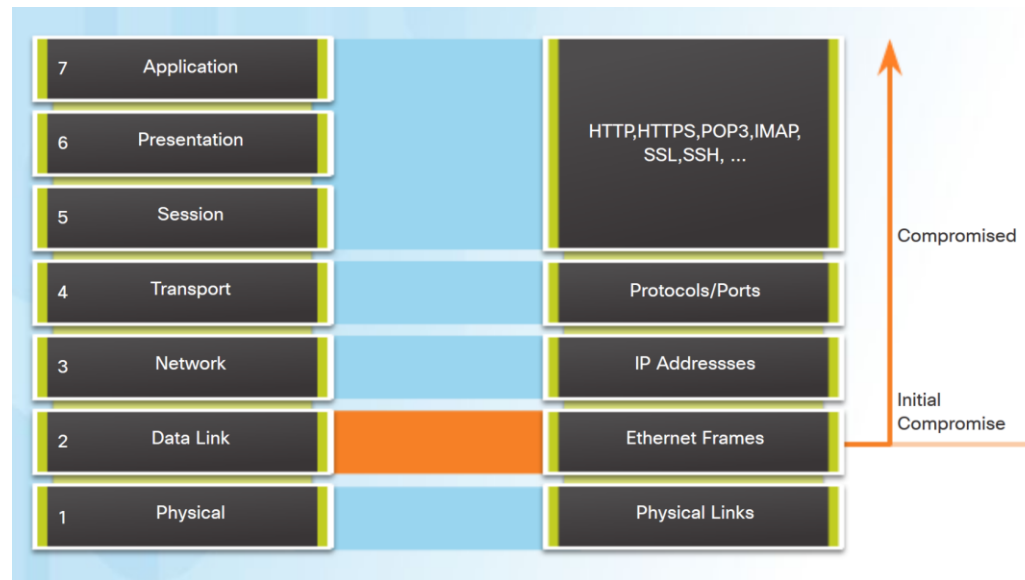 7 Application
6 Presentation
5 Session
4 Transport
3 Network
2 Data Link
1 Physical
HTTP,HTTPS,POP3,IMAP,
SSL,SSH, ...
Protocols/Ports
IP Addressses
Ethernet Frames
Physical Links
Compromised
Initial
Compromise